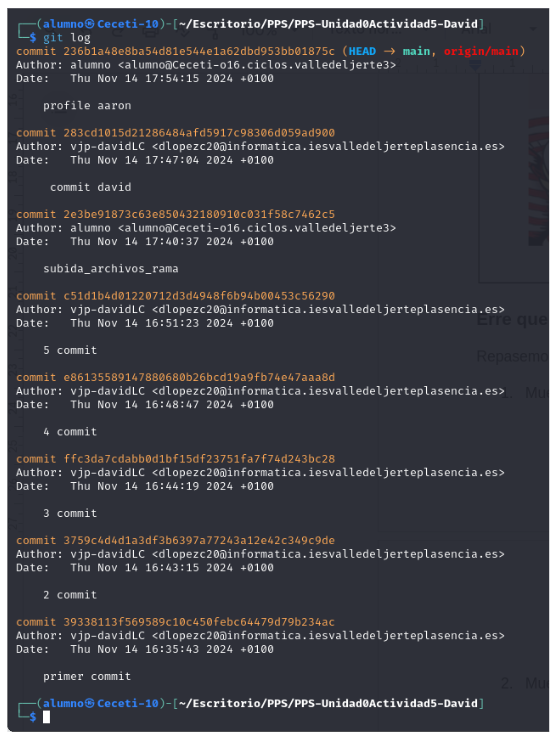 ┌──(alumno㉿Ceceti-10)-[~/Escritorio/PPS/PPS-Unidad0Actividad5-David]
└─$ git log
commit 236b1a48e8ba54d81e544e1a62dbd953bb01875c (HEAD -> main, origin/main)
Author: alumno <alumno@Ceceti-o16.ciclos.valledeljerte3>
Date:   Thu Nov 14 17:54:15 2024 +0100

    profile aaron

commit 283cd1015d21286484afd5917c98306d059ad900
Author: vjp-davidLC <dlopezc20@informatica.iesvalledeljerteplasencia.es>
Date:   Thu Nov 14 17:47:04 2024 +0100

     commit david

commit 2e3be91873c63e850432180910c031f58c7462c5
Author: alumno <alumno@Ceceti-o16.ciclos.valledeljerte3>
Date:   Thu Nov 14 17:40:37 2024 +0100

    subida_archivos_rama

commit c51d1b4d01220712d3d4948f6b94b00453c56290
Author: vjp-davidLC <dlopezc20@informatica.iesvalledeljerteplasencia.es>
Date:   Thu Nov 14 16:51:23 2024 +0100

    5 commit

commit e86135589147880680b26bcd19a9fb74e47aaa8d
Author: vjp-davidLC <dlopezc20@informatica.iesvalledeljerteplasencia.es>
Date:   Thu Nov 14 16:48:47 2024 +0100

    4 commit

commit ffc3da7cdabb0d1bf15df23751fa7f74d243bc28
Author: vjp-davidLC <dlopezc20@informatica.iesvalledeljerteplasencia.es>
Date:   Thu Nov 14 16:44:19 2024 +0100

    3 commit

commit 3759c4d4d1a3df3b6397a77243a12e42c349c9de
Author: vjp-davidLC <dlopezc20@informatica.iesvalledeljerteplasencia.es>
Date:   Thu Nov 14 16:43:15 2024 +0100

    2 commit

commit 39338113f569589c10c450febc64479d79b234ac
Author: vjp-davidLC <dlopezc20@informatica.iesvalledeljerteplasencia.es>
Date:   Thu Nov 14 16:35:43 2024 +0100

    primer commit

┌──(alumno㉿Ceceti-10)-[~/Escritorio/PPS/PPS-Unidad0Actividad5-David]
└─$
Erre que
Repasemo
1. Mue
2. Mue